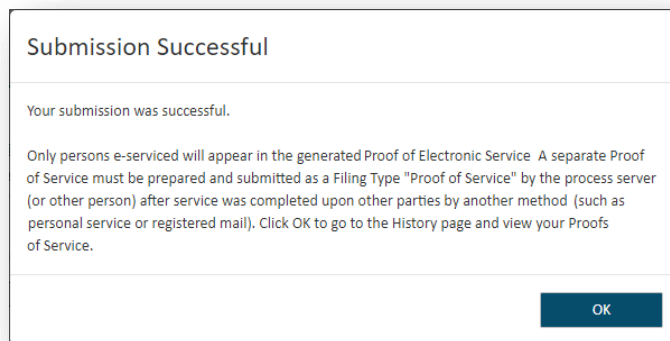 Submission Successful
Your submission was successful.
Only persons e-serviced will appear in the generated Proof of Electronic Service  A separate Proof
of Service must be prepared and submitted as a Filing Type "Proof of Service" by the process server
(or other person) after service was completed upon other parties by another method (such as
personal service or registered mail). Click OK to go to the History page and view your Proofs
of Service.
OK